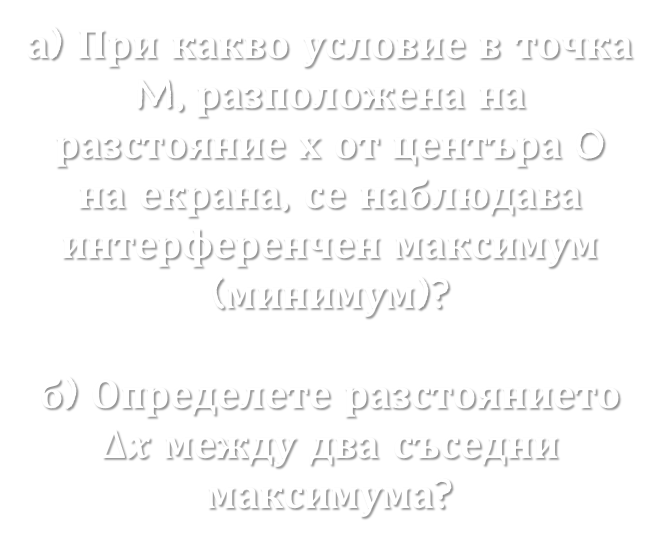 а) При какво условие в точка
М, разположена на
разстояние х от центъра О
на екрана, се наблюдава
интерференчен максимум
(минимум)?
б) Определете разстоянието
Δx между два съседни
максимума?